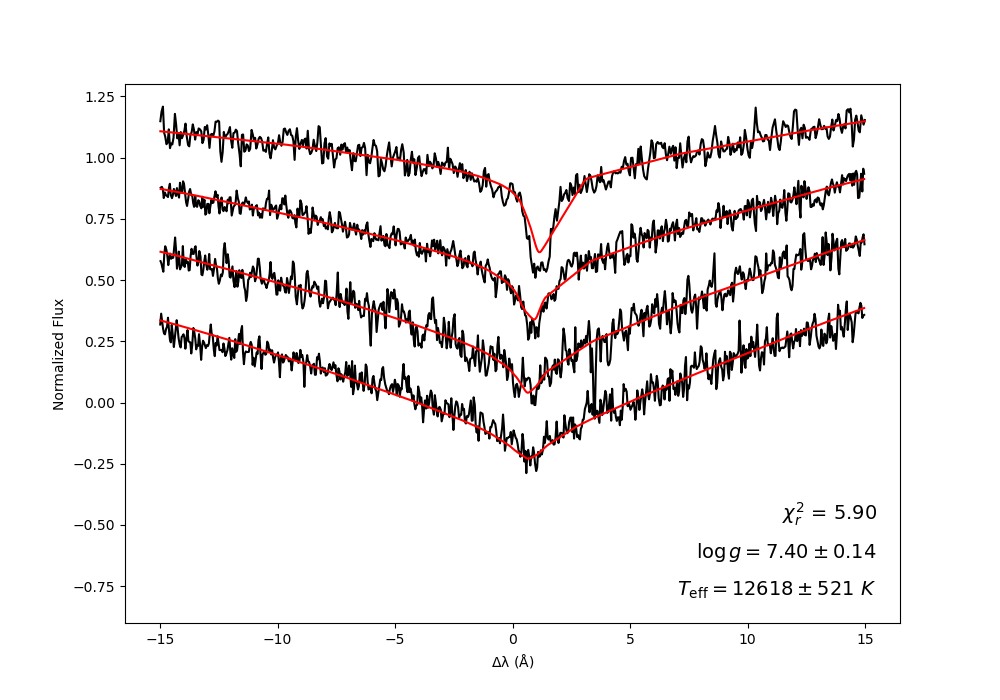 1.25
1.00
0.75
0.50
0.25
0.00
−0.25
−0.50
−0.75
Normalized Flux
χ²ᵣ = 5.90
log g = 7.40 ± 0.14
T_eff = 12618 ± 521 K
−15 −10 −5 0 5 10 15
Δλ (Å)